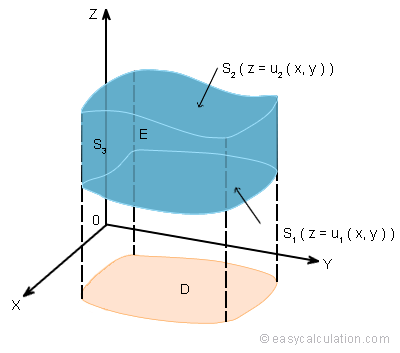 Z
S₂ ( z = u₂ ( x, y ) )
E
S₃
0
S₁ ( z = u₁ ( x, y ) )
Y
X
D
© easycalculation.com